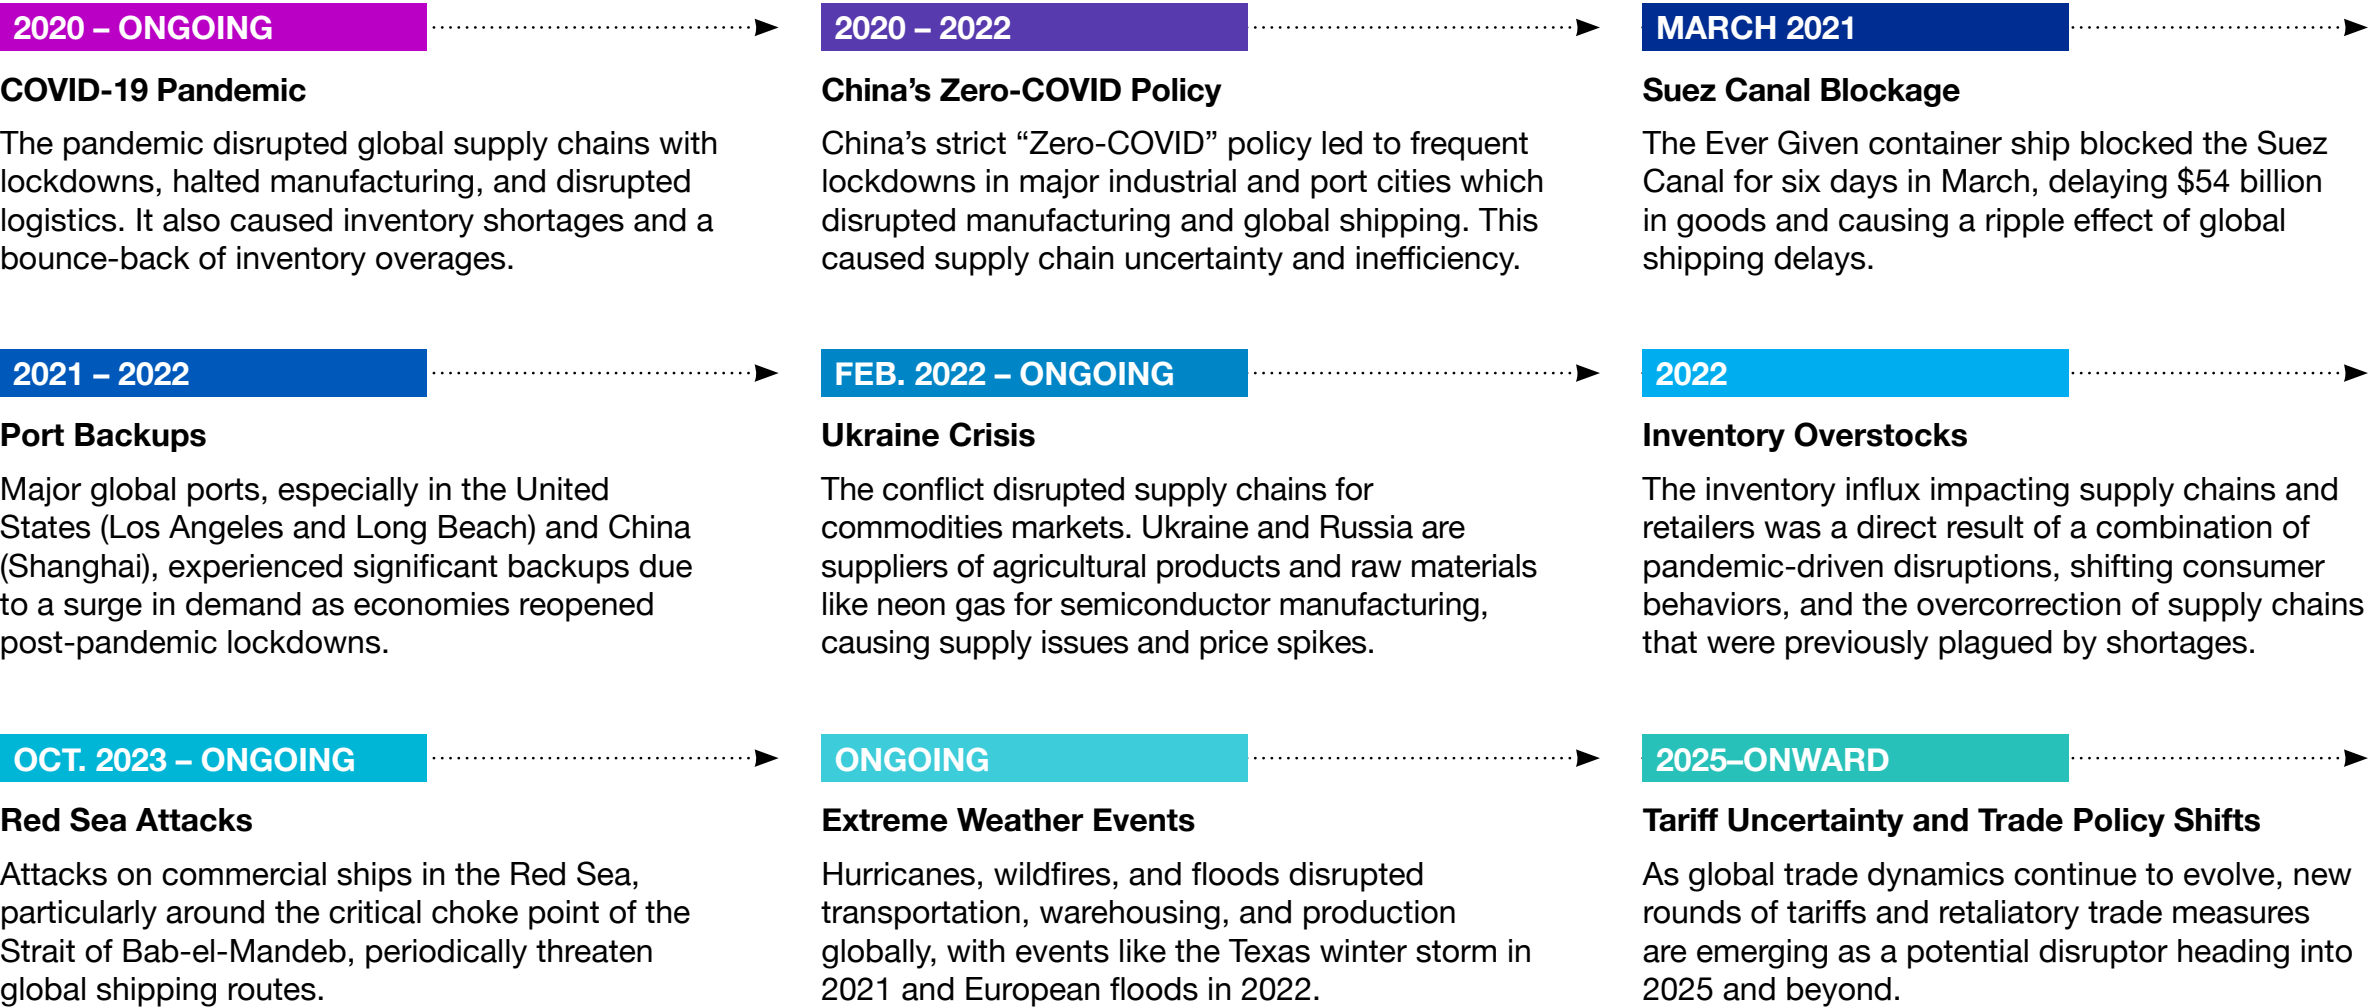 2020 – ONGOING
COVID-19 Pandemic
The pandemic disrupted global supply chains with
lockdowns, halted manufacturing, and disrupted
logistics. It also caused inventory shortages and a
bounce-back of inventory overages.
2020 – 2022
China’s Zero-COVID Policy
China’s strict “Zero-COVID” policy led to frequent
lockdowns in major industrial and port cities which
disrupted manufacturing and global shipping. This
caused supply chain uncertainty and inefficiency.
MARCH 2021
Suez Canal Blockage
The Ever Given container ship blocked the Suez
Canal for six days in March, delaying $54 billion
in goods and causing a ripple effect of global
shipping delays.
2021 – 2022
Port Backups
Major global ports, especially in the United
States (Los Angeles and Long Beach) and China
(Shanghai), experienced significant backups due
to a surge in demand as economies reopened
post-pandemic lockdowns.
FEB. 2022 – ONGOING
Ukraine Crisis
The conflict disrupted supply chains for
commodities markets. Ukraine and Russia are
suppliers of agricultural products and raw materials
like neon gas for semiconductor manufacturing,
causing supply issues and price spikes.
2022
Inventory Overstocks
The inventory influx impacting supply chains and
retailers was a direct result of a combination of
pandemic-driven disruptions, shifting consumer
behaviors, and the overcorrection of supply chains
that were previously plagued by shortages.
OCT. 2023 – ONGOING
Red Sea Attacks
Attacks on commercial ships in the Red Sea,
particularly around the critical choke point of the
Strait of Bab-el-Mandeb, periodically threaten
global shipping routes.
ONGOING
Extreme Weather Events
Hurricanes, wildfires, and floods disrupted
transportation, warehousing, and production
globally, with events like the Texas winter storm in
2021 and European floods in 2022.
2025–ONWARD
Tariff Uncertainty and Trade Policy Shifts
As global trade dynamics continue to evolve, new
rounds of tariffs and retaliatory trade measures
are emerging as a potential disruptor heading into
2025 and beyond.